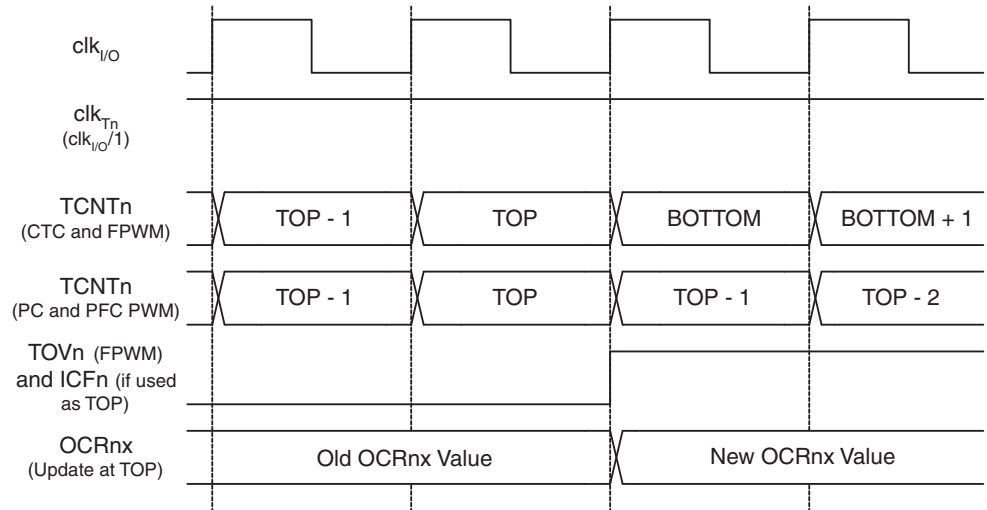 clkI/O
clkTn
(clkI/O/1)
TCNTn
(CTC and FPWM)
TOP - 1
TOP
BOTTOM
BOTTOM + 1
TCNTn
(PC and PFC PWM)
TOP - 1
TOP
TOP - 1
TOP - 2
TOVn (FPWM)
and ICFn (if used
as TOP)
OCRnx
(Update at TOP)
Old OCRnx Value
New OCRnx Value